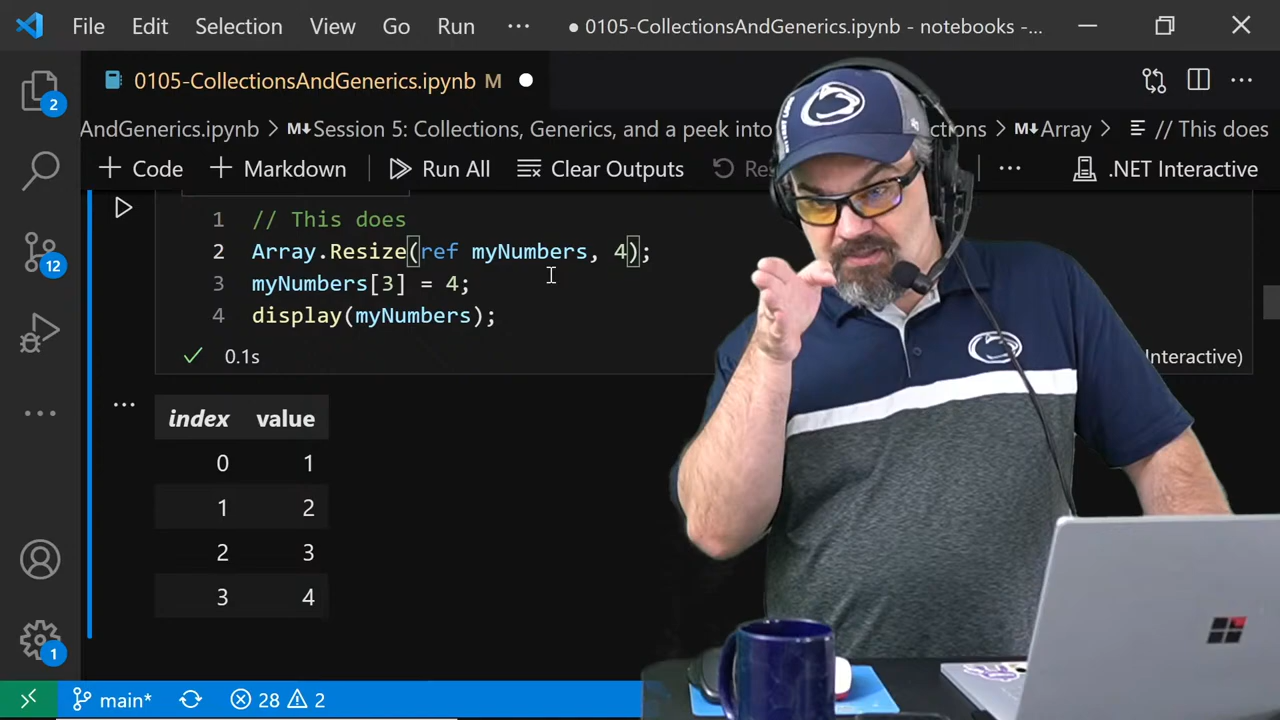 File Edit Selection View Go Run ··· ● 0105-CollectionsAndGenerics.ipynb - notebooks -...
0105-CollectionsAndGenerics.ipynb M
AndGenerics.ipynb > M↓Session 5: Collections, Generics, and a peek into > M↓Array > // This does
+ Code + Markdown Run All Clear Outputs ··· .NET Interactive
1 // This does
2 Array.Resize(ref myNumbers, 4);
3 myNumbers[3] = 4;
4 display(myNumbers);
✓ 0.1s Interactive)
index value
0 1
1 2
2 3
3 4
2
12
1
main* 28 2